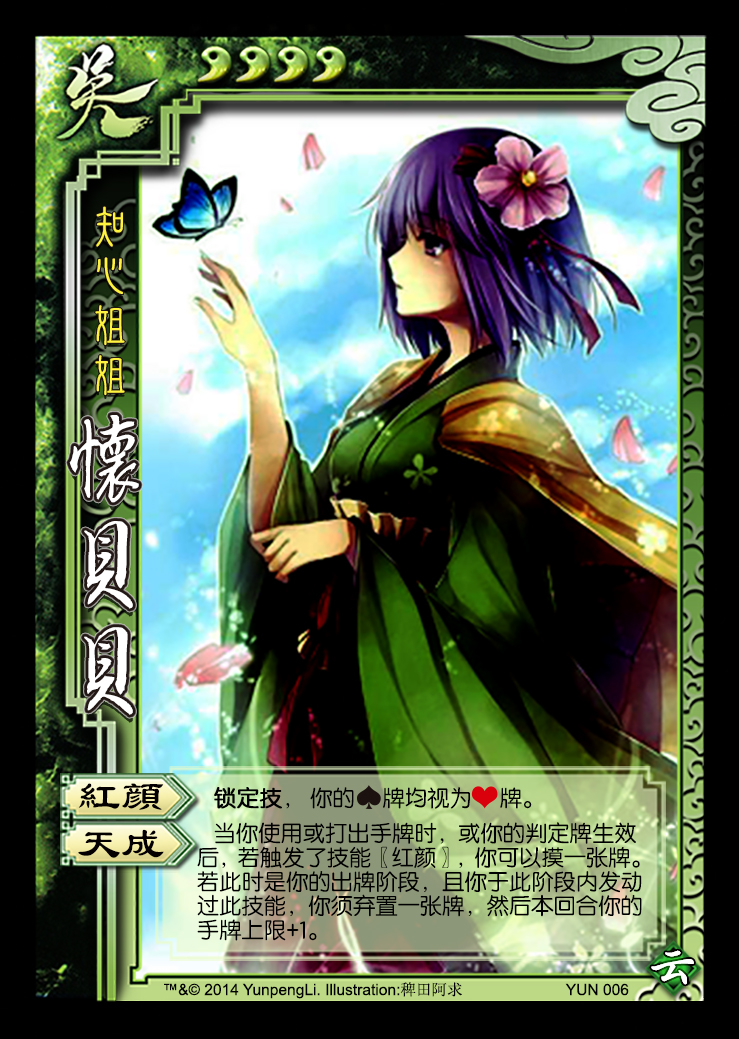 吴
知心姐姐
懐貝貝
紅顔
锁定技，你的♠牌均视为♥牌。
天成
当你使用或打出手牌时，或你的判定牌生效
后，若触发了技能〖红颜〗，你可以摸一张牌。
若此时是你的出牌阶段，且你于此阶段内发动
过此技能，你须弃置一张牌，然后本回合你的
手牌上限+1。
云
™&© 2014 YunpengLi. Illustration:稗田阿求
YUN 006